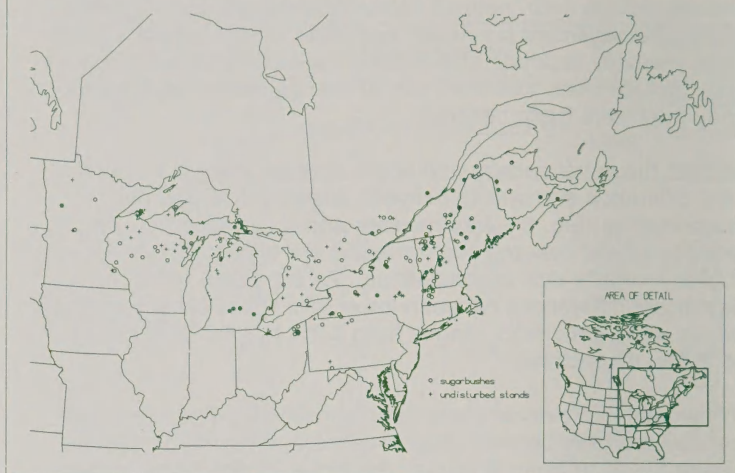 AREA OF DETAIL
o sugarbushes
+ undisturbed stands